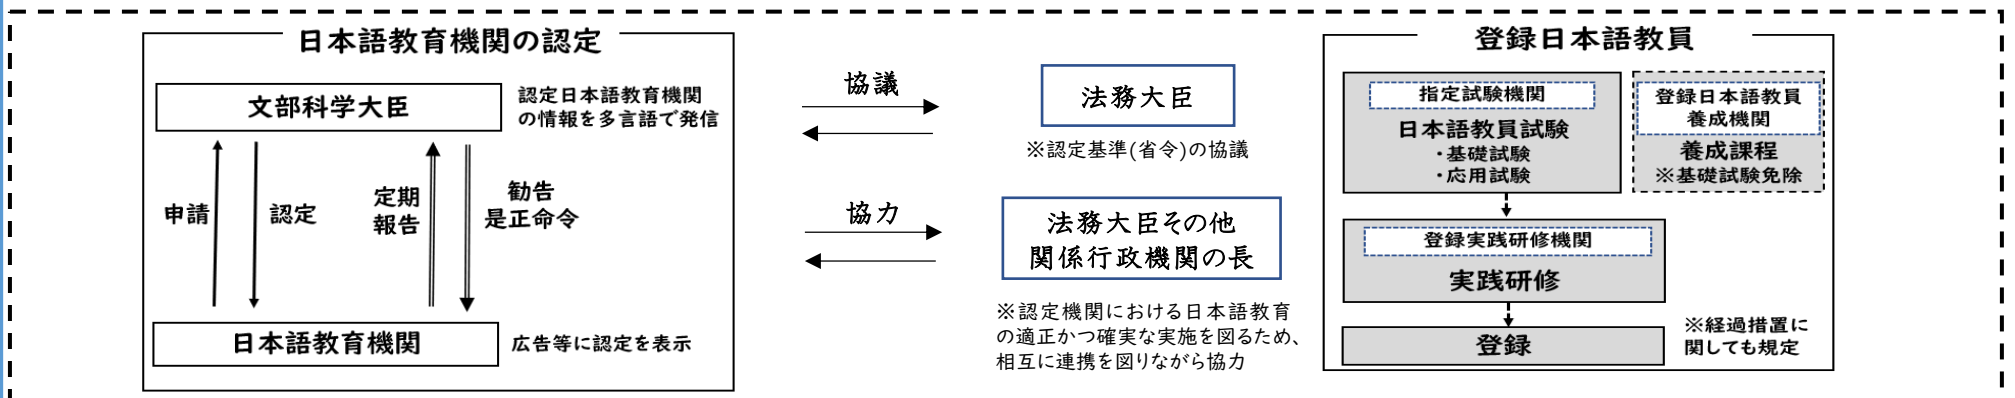 日本語教育機関の認定
文部科学大臣
認定日本語教育機関
の情報を多言語で発信
申請
認定
定期
報告
勧告
是正命令
日本語教育機関
広告等に認定を表示
協議
法務大臣
※認定基準(省令)の協議
協力
法務大臣その他
関係行政機関の長
※認定機関における日本語教育
の適正かつ確実な実施を図るため、
相互に連携を図りながら協力
登録日本語教員
指定試験機関
日本語教員試験
・基礎試験
・応用試験
登録日本語教員
養成機関
養成課程
※基礎試験免除
登録実践研修機関
実践研修
登録
※経過措置に
関しても規定